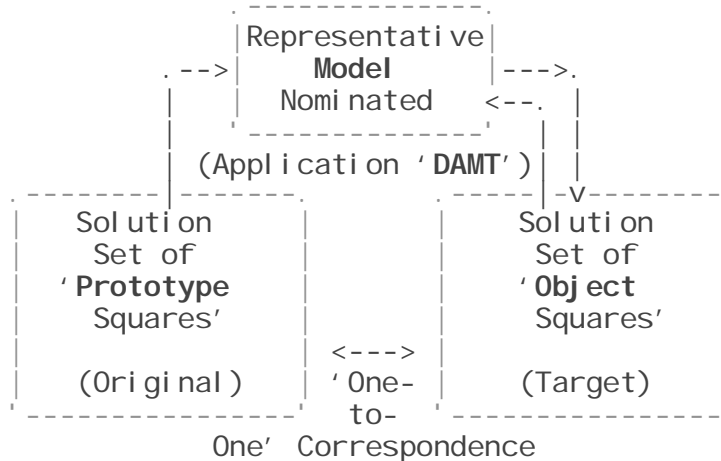 Representative
Model
Nominated
(Application 'DAMT')
Solution
Set of
'Prototype
Squares'
(Original)
Solution
Set of
'Object
Squares'
(Target)
<--->
'One-
to-
One' Correspondence